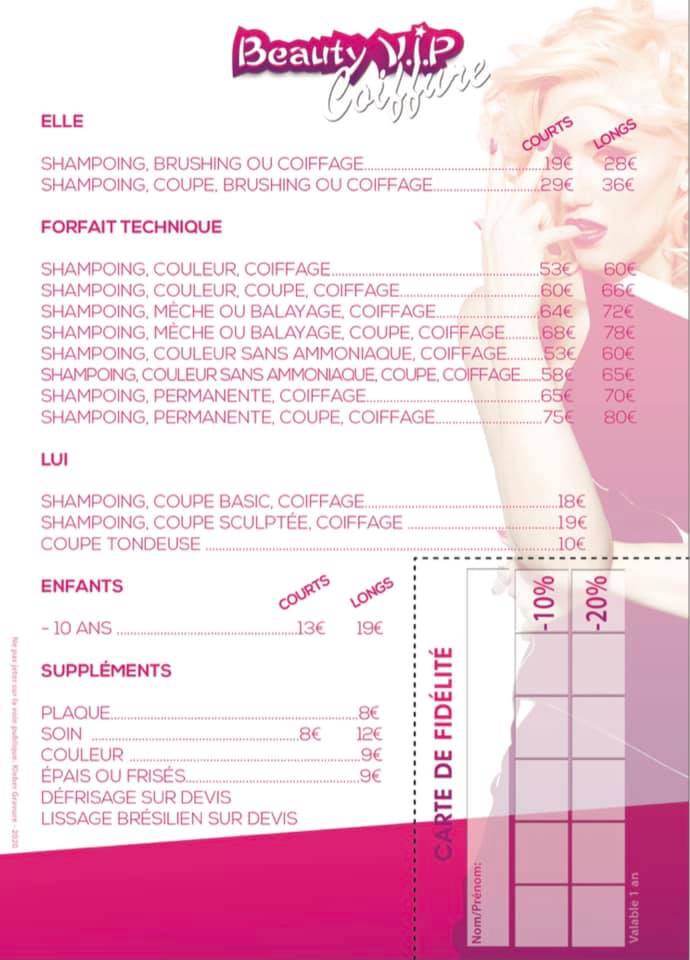 Beauty V.I.P
Coiffure
ELLE
COURTS LONGS
SHAMPOING, BRUSHING OU COIFFAGE 19€ 28€
SHAMPOING, COUPE, BRUSHING OU COIFFAGE 29€ 36€
FORFAIT TECHNIQUE
SHAMPOING, COULEUR, COIFFAGE 53€ 60€
SHAMPOING, COULEUR, COUPE, COIFFAGE 60€ 66€
SHAMPOING, MÈCHE OU BALAYAGE, COIFFAGE 64€ 72€
SHAMPOING, MÈCHE OU BALAYAGE, COUPE, COIFFAGE 68€ 78€
SHAMPOING, COULEUR SANS AMMONIAQUE, COIFFAGE 53€ 60€
SHAMPOING, COULEUR SANS AMMONIAQUE, COUPE, COIFFAGE 58€ 65€
SHAMPOING, PERMANENTE, COIFFAGE 65€ 70€
SHAMPOING, PERMANENTE, COUPE, COIFFAGE 75€ 80€
LUI
SHAMPOING, COUPE BASIC, COIFFAGE 18€
SHAMPOING, COUPE SCULPTÉE, COIFFAGE 19€
COUPE TONDEUSE 10€
ENFANTS
COURTS LONGS
- 10 ANS 13€ 19€
SUPPLÉMENTS
PLAQUE 8€
SOIN 8€ 12€
COULEUR 9€
ÉPAIS OU FRISÉS 9€
DÉFRISAGE SUR DEVIS
LISSAGE BRÉSILIEN SUR DEVIS
CARTE DE FIDÉLITÉ
Nom/Prénom:
-10%
-20%
Valable 1 an
Ne pas jeter sur la voie publique. Gravure - 2020